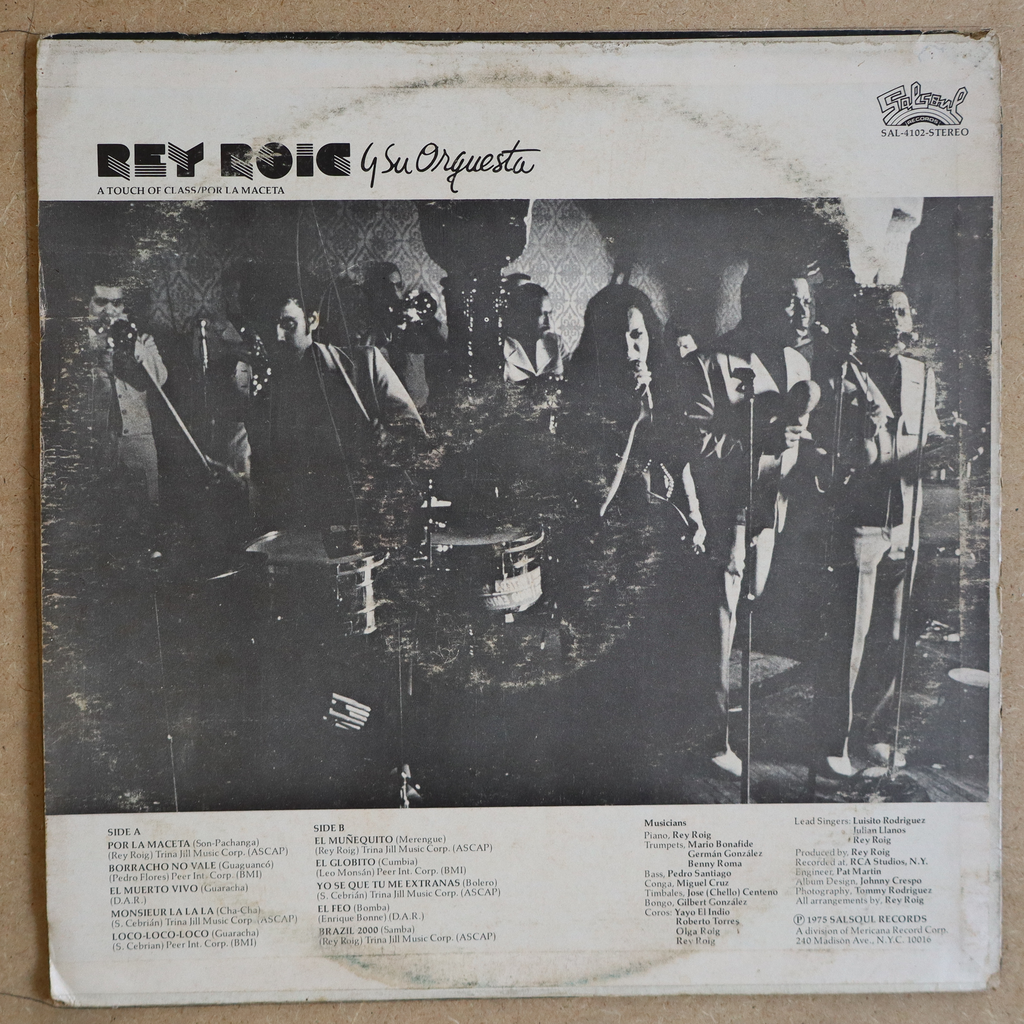 Salsoul
RECORDS
SAL-4102-STEREO
REY ROIG y su Orquesta
A TOUCH OF CLASS/POR LA MACETA
SIDE A
POR LA MACETA (Son-Pachanga)
(Rey Roig) Trina Jill Music Corp. (ASCAP)
BORRACHO NO VALE (Guaguancó)
(Pedro Flores) Peer Int. Corp. (BMI)
EL MUERTO VIVO (Guaracha)
(D.A.R.)
MONSIEUR LA LA LA (Cha-Cha)
(S. Cebrián) Trina Jill Music Corp. (ASCAP)
LOCO-LOCO-LOCO (Guaracha)
(S. Cebrian) Peer Int. Corp. (BMI)
SIDE B
EL MUÑEQUITO (Merengue)
(Rey Roig) Trina Jill Music Corp. (ASCAP)
EL GLOBITO (Cumbia)
(Leo Monsán) Peer Int. Corp. (BMI)
YO SE QUE TU ME EXTRANAS (Bolero)
(S. Cebrián) Trina Jill Music Corp. (ASCAP)
EL FEO (Bomba)
(Enrique Bonne) (D.A.R.)
BRAZIL 2000 (Samba)
(Rey Roig) Trina Jill Music Corp. (ASCAP)
Musicians
Piano, Rey Roig
Trumpets, Mario Bonafide
Germán González
Benny Roma
Bass, Pedro Santiago
Conga, Miguel Cruz
Timbales, Jose (Chello) Centeno
Bongo, Gilbert González
Coros: Yayo El Indio
Roberto Torres
Olga Roig
Rey Roig
Lead Singers: Luisito Rodriguez
Julian Llanos
Rey Roig
Produced by, Rey Roig
Recorded at, RCA Studios, N.Y.
Engineer, Pat Martin
Album Design, Johnny Crespo
Photography, Tommy Rodriguez
All arrangements by, Rey Roig
Ⓟ 1975 SALSOUL RECORDS
A division of Mericana Record Corp.
240 Madison Ave., N.Y.C. 10016